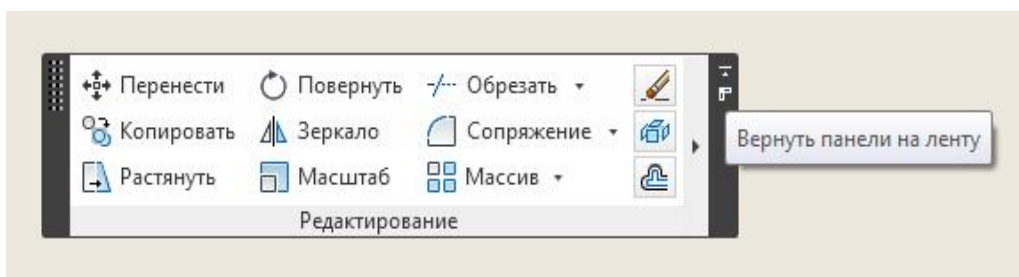 Перенести Повернуть Обрезать
Копировать Зеркало Сопряжение
Вернуть панели на ленту
Растянуть Масштаб Массив
Редактирование